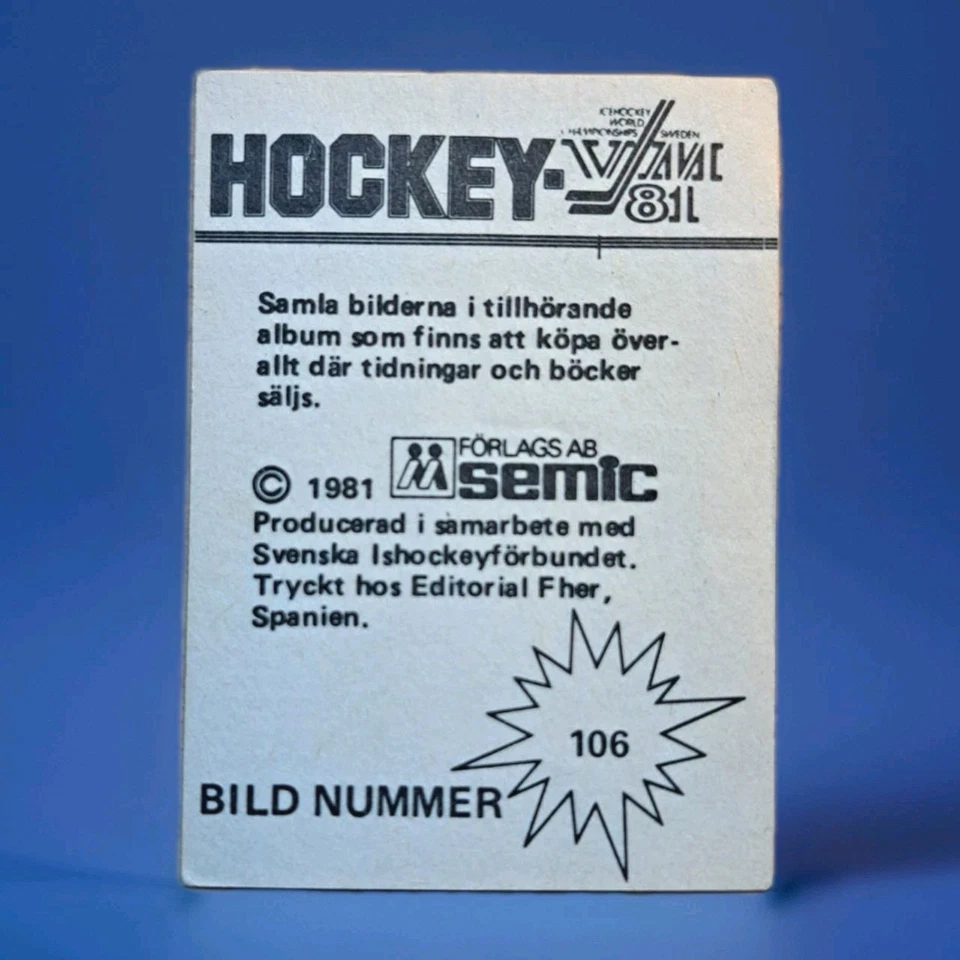 ICEHOCKEY
WORLD
CHAMPIONSHIPS SWEDEN
HOCKEY-VM
81
Samla bilderna i tillhörande
album som finns att köpa över-
allt där tidningar och böcker
säljs.
© 1981 FÖRLAGS AB
semic
Producerad i samarbete med
Svenska Ishockeyförbundet.
Tryckt hos Editorial Fher,
Spanien.
106
BILD NUMMER